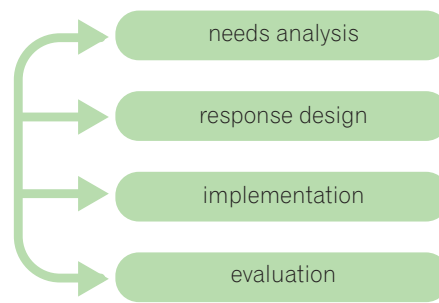 needs analysis
response design
implementation
evaluation